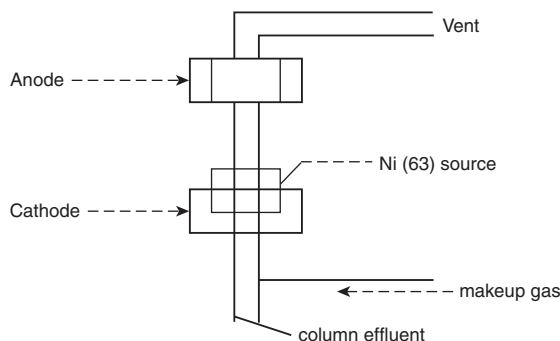 Vent
Anode
Ni (63) source
Cathode
makeup gas
column effluent